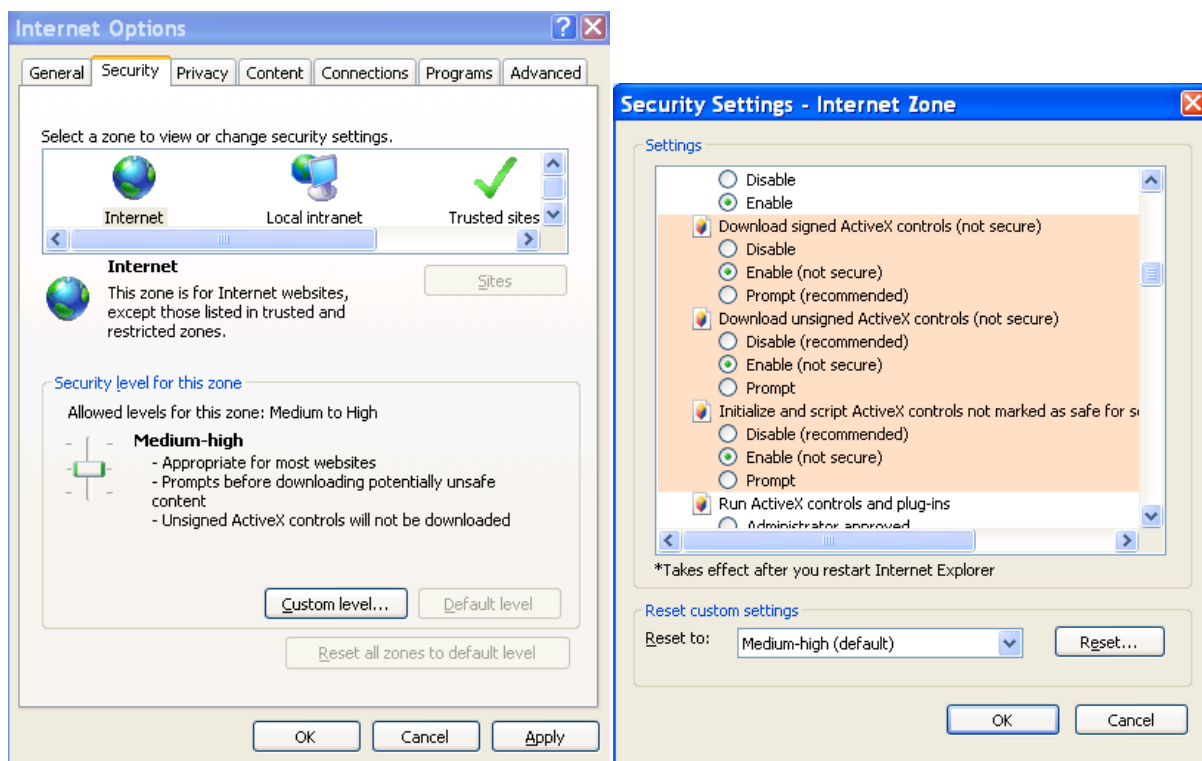 Internet Options
General Security Privacy Content Connections Programs Advanced
Select a zone to view or change security settings.
Internet Local intranet Trusted sites
Internet
Sites
This zone is for Internet websites,
except those listed in trusted and
restricted zones.
Security level for this zone
Allowed levels for this zone: Medium to High
Medium-high
- Appropriate for most websites
- Prompts before downloading potentially unsafe
content
- Unsigned ActiveX controls will not be downloaded
Custom level... Default level
Reset all zones to default level
OK Cancel Apply
Security Settings - Internet Zone
Settings
Disable
Enable
Download signed ActiveX controls (not secure)
Disable
Enable (not secure)
Prompt (recommended)
Download unsigned ActiveX controls (not secure)
Disable (recommended)
Enable (not secure)
Prompt
Initialize and script ActiveX controls not marked as safe for s
Disable (recommended)
Enable (not secure)
Prompt
Run ActiveX controls and plug-ins
Administrator approved
*Takes effect after you restart Internet Explorer
Reset custom settings
Reset to: Medium-high (default) Reset...
OK Cancel